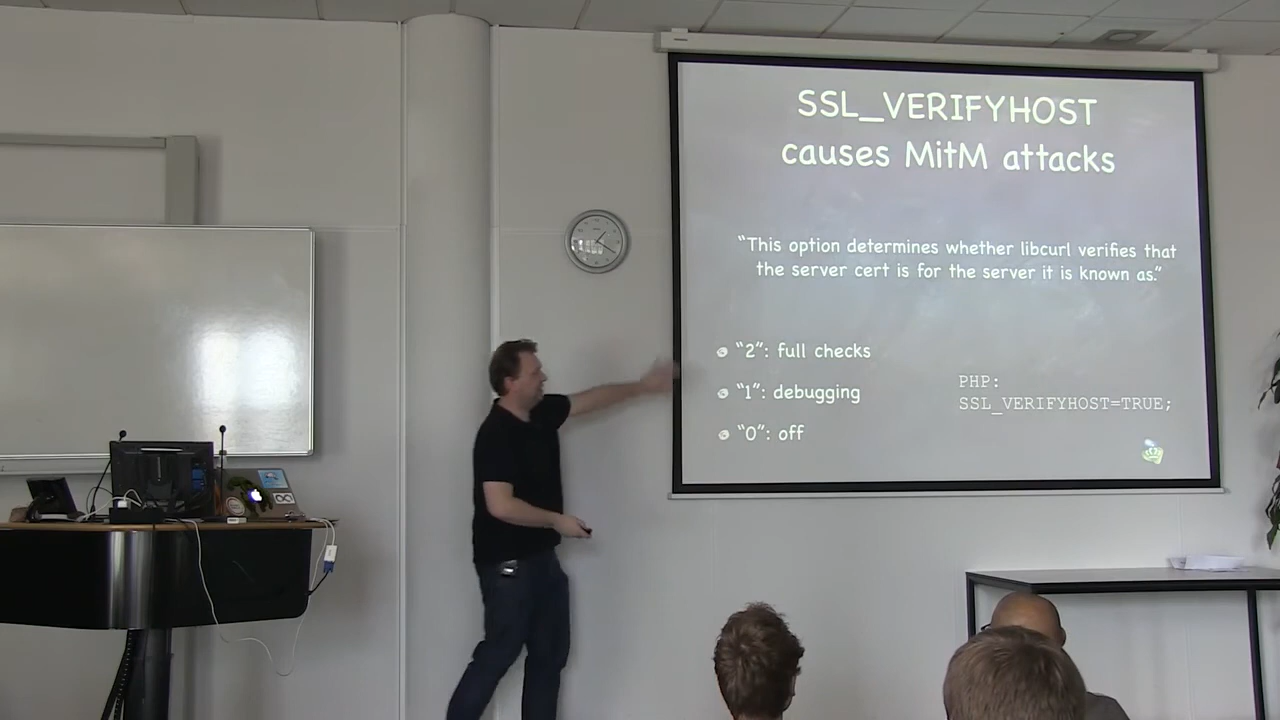 SSL_VERIFYHOST
causes MitM attacks
“This option determines whether libcurl verifies that
the server cert is for the server it is known as.”
“2”: full checks
“1”: debugging
“0”: off
PHP:
SSL_VERIFYHOST=TRUE;